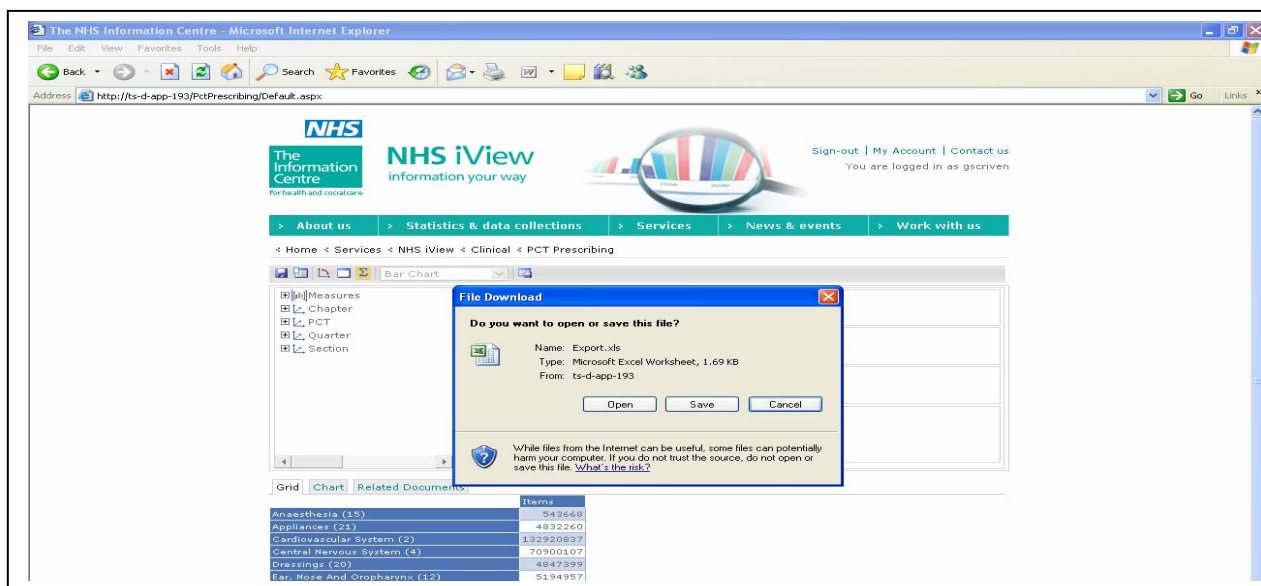 The NHS Information Centre - Microsoft Internet Explorer
File Edit View Favorites Tools Help
Back Search Favorites
Address http://ts-d-app-193/PctPrescribing/Default.aspx Go Links
NHS
The Information Centre
for health and social care
NHS iView
information your way
Sign-out | My Account | Contact us
You are logged in as gscriven
> About us > Statistics & data collections > Services > News & events > Work with us
< Home < Services < NHS iView < Clinical < PCT Prescribing
Bar Chart
Measures
Chapter
PCT
Quarter
Section
File Download
Do you want to open or save this file?
Name: Export.xls
Type: Microsoft Excel Worksheet, 1.69 KB
From: ts-d-app-193
Open Save Cancel
While files from the Internet can be useful, some files can potentially
harm your computer. If you do not trust the source, do not open or
save this file. What's the risk?
Grid Chart Related Documents
Items
Anaesthesia (15) 543668
Appliances (21) 4832260
Cardiovascular System (2) 132920837
Central Nervous System (4) 70900107
Dressings (20) 4847399
Ear, Nose And Oropharynx (12) 5194957